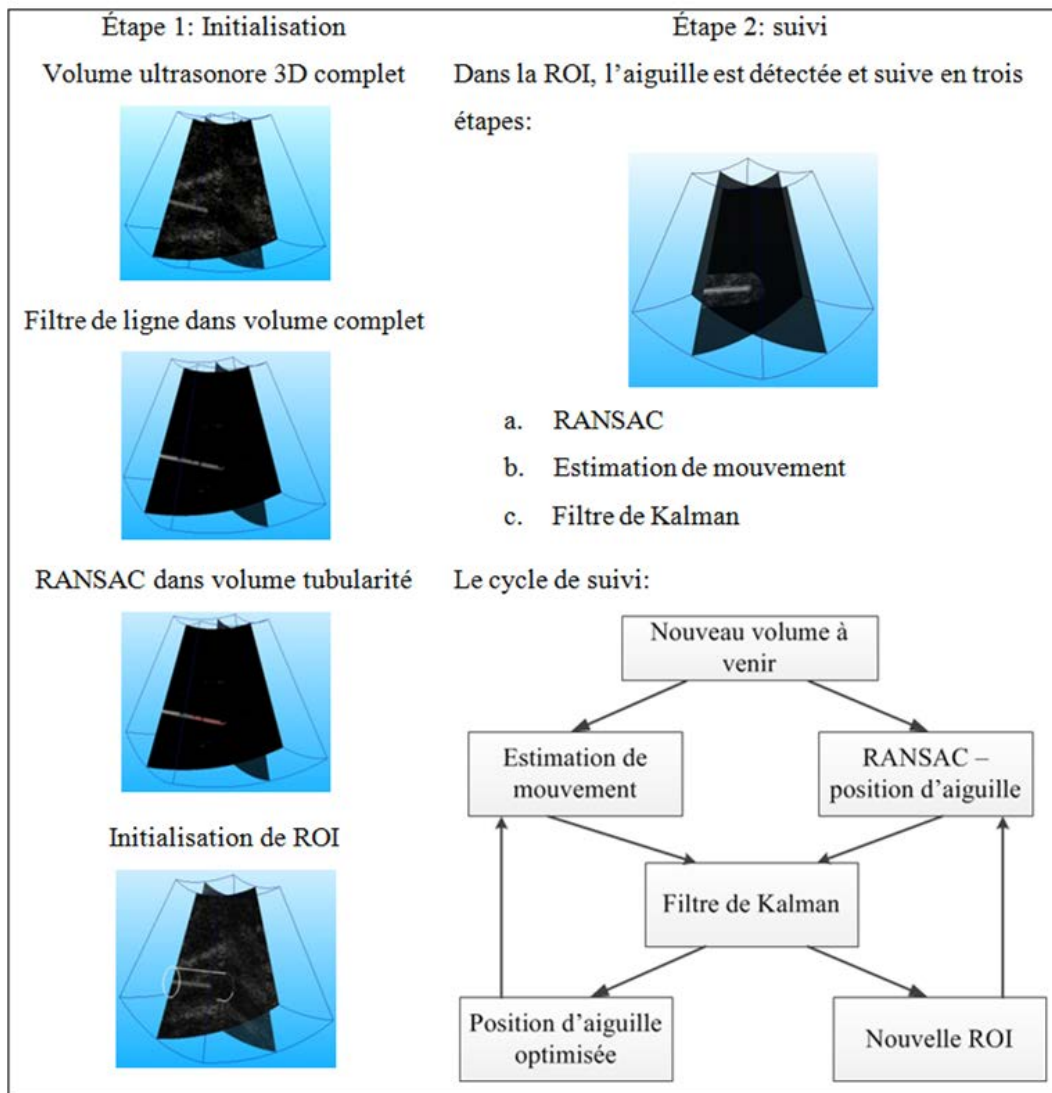 Étape 1: Initialisation
Volume ultrasonore 3D complet
Filtre de ligne dans volume complet
RANSAC dans volume tubularité
Initialisation de ROI
Étape 2: suivi
Dans la ROI, l’aiguille est détectée et suive en trois
étapes:
a. RANSAC
b. Estimation de mouvement
c. Filtre de Kalman
Le cycle de suivi:
Nouveau volume à
venir
Estimation de
mouvement
RANSAC –
position d’aiguille
Filtre de Kalman
Position d’aiguille
optimisée
Nouvelle ROI